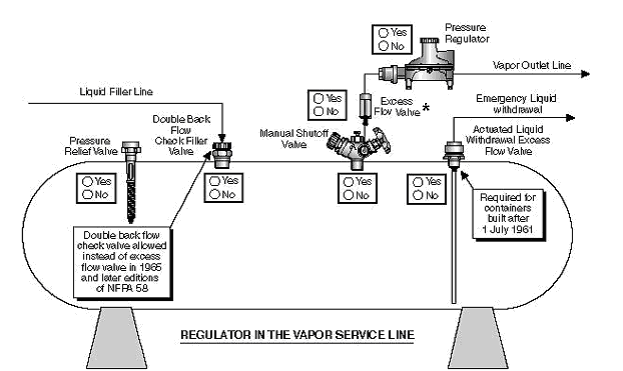 Yes
No
Pressure
Regulator
Vapor Outlet Line
Liquid Filler Line
Yes
No
Excess
Flow Valve *
Emergency Liquid
withdrawal
Double Back
Flow
Check Filler
Valve
Pressure
Relief Valve
Manual Shutoff
Valve
Actuated Liquid
Withdrawal Excess
Flow Valve
Yes
No
Yes
No
Yes
No
Yes
No
Required for
containers
built after
1 July 1961
Double back flow
check valve allowed
instead of excess
flow valve in 1965
and later editions
of NFPA 58
REGULATOR IN THE VAPOR SERVICE LINE